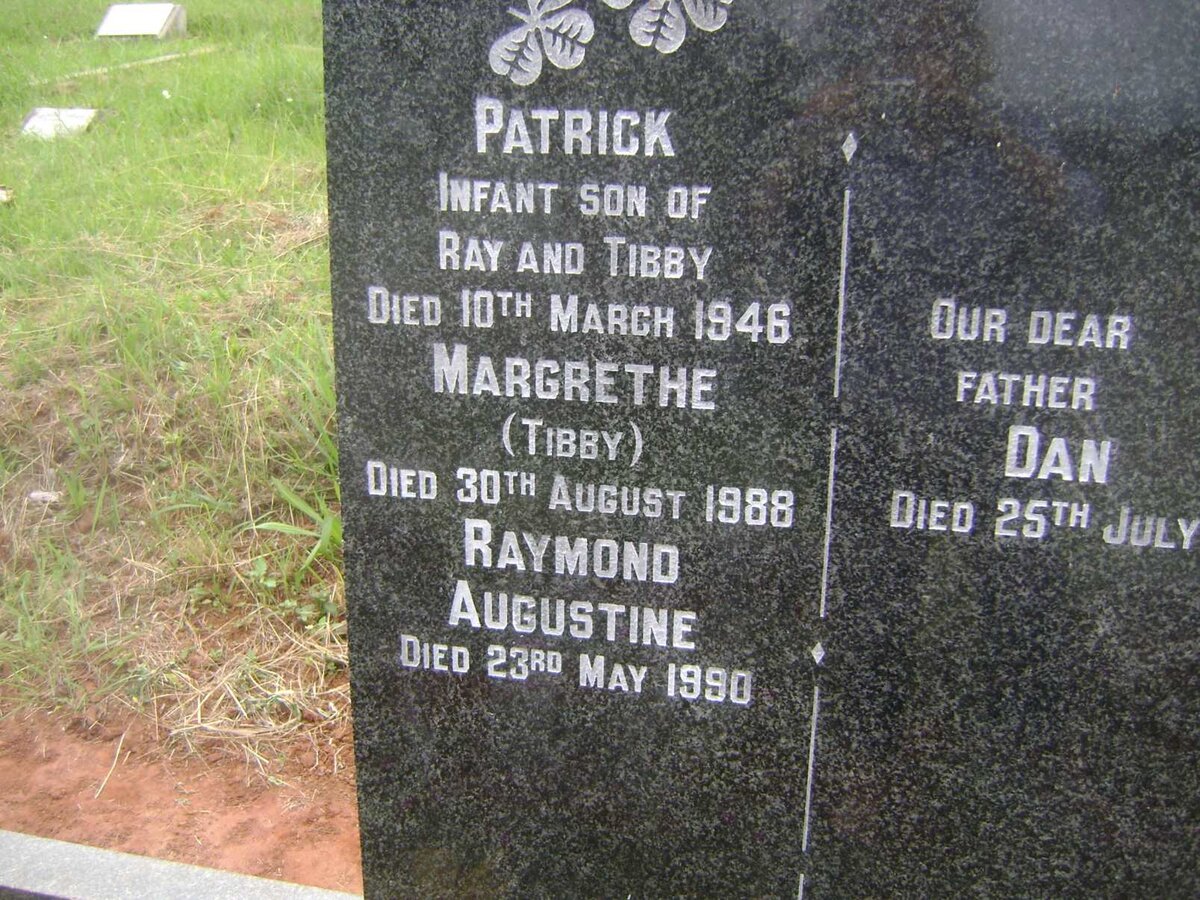 PATRICK
INFANT SON OF
RAY AND TIBBY
DIED 10TH MARCH 1946
MARGRETHE
(TIBBY)
DIED 30TH AUGUST 1988
RAYMOND
AUGUSTINE
DIED 23RD MAY 1990
OUR DEAR
FATHER
DAN
DIED 25TH JULY